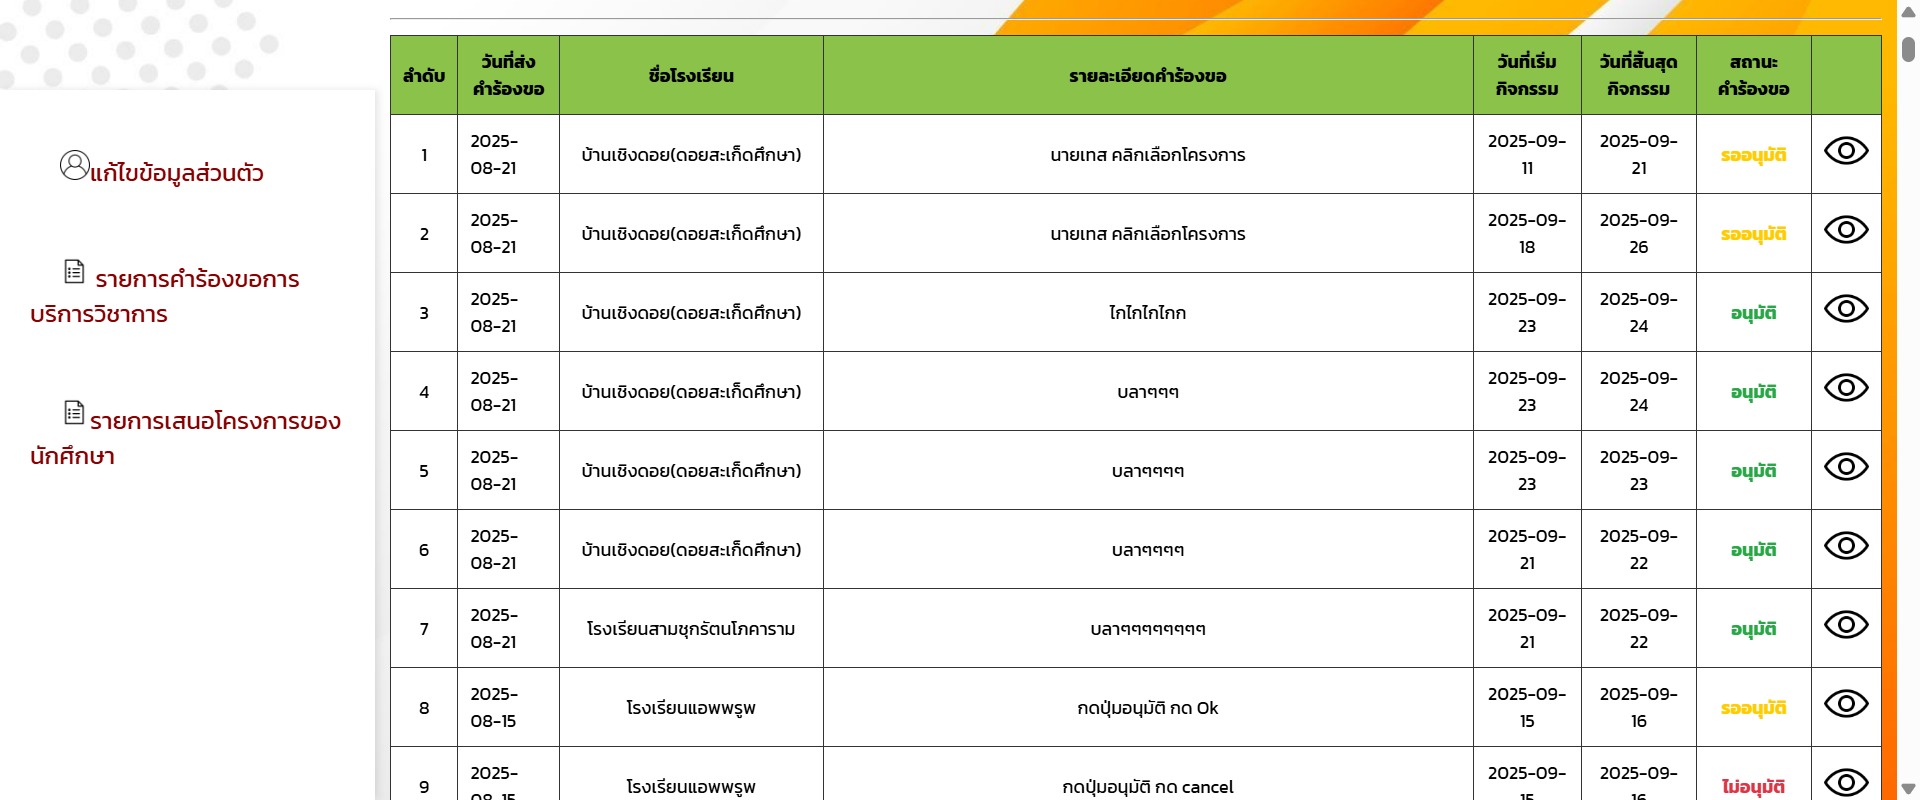 แก้ไขข้อมูลส่วนตัว
รายการคำร้องขอการ
บริการวิชาการ
รายการเสนอโครงการของ
นักศึกษา
ลำดับ วันที่ส่งคำร้องขอ ชื่อโรงเรียน รายละเอียดคำร้องขอ วันที่เริ่มกิจกรรม วันที่สิ้นสุดกิจกรรม สถานะคำร้องขอ
1 2025-08-21 บ้านเชิงดอย(ดอยสะเก็ดศึกษา) นายเทส คลิกเลือกโครงการ 2025-09-11 2025-09-21 รออนุมัติ
2 2025-08-21 บ้านเชิงดอย(ดอยสะเก็ดศึกษา) นายเทส คลิกเลือกโครงการ 2025-09-18 2025-09-26 รออนุมัติ
3 2025-08-21 บ้านเชิงดอย(ดอยสะเก็ดศึกษา) ไกไกไกไกก 2025-09-23 2025-09-24 อนุมัติ
4 2025-08-21 บ้านเชิงดอย(ดอยสะเก็ดศึกษา) บลาๆๆๆ 2025-09-23 2025-09-24 อนุมัติ
5 2025-08-21 บ้านเชิงดอย(ดอยสะเก็ดศึกษา) บลาๆๆๆๆ 2025-09-23 2025-09-23 อนุมัติ
6 2025-08-21 บ้านเชิงดอย(ดอยสะเก็ดศึกษา) บลาๆๆๆๆ 2025-09-21 2025-09-22 อนุมัติ
7 2025-08-21 โรงเรียนสามชุกรัตนโภคาราม บลาๆๆๆๆๆๆๆ 2025-09-21 2025-09-22 อนุมัติ
8 2025-08-15 โรงเรียนแอพพรูพ กดปุ่มอนุมัติ กด Ok 2025-09-15 2025-09-16 รออนุมัติ
9 2025-08-15 โรงเรียนแอพพรูพ กดปุ่มอนุมัติ กด cancel 2025-09-15 2025-09-16 ไม่อนุมัติ